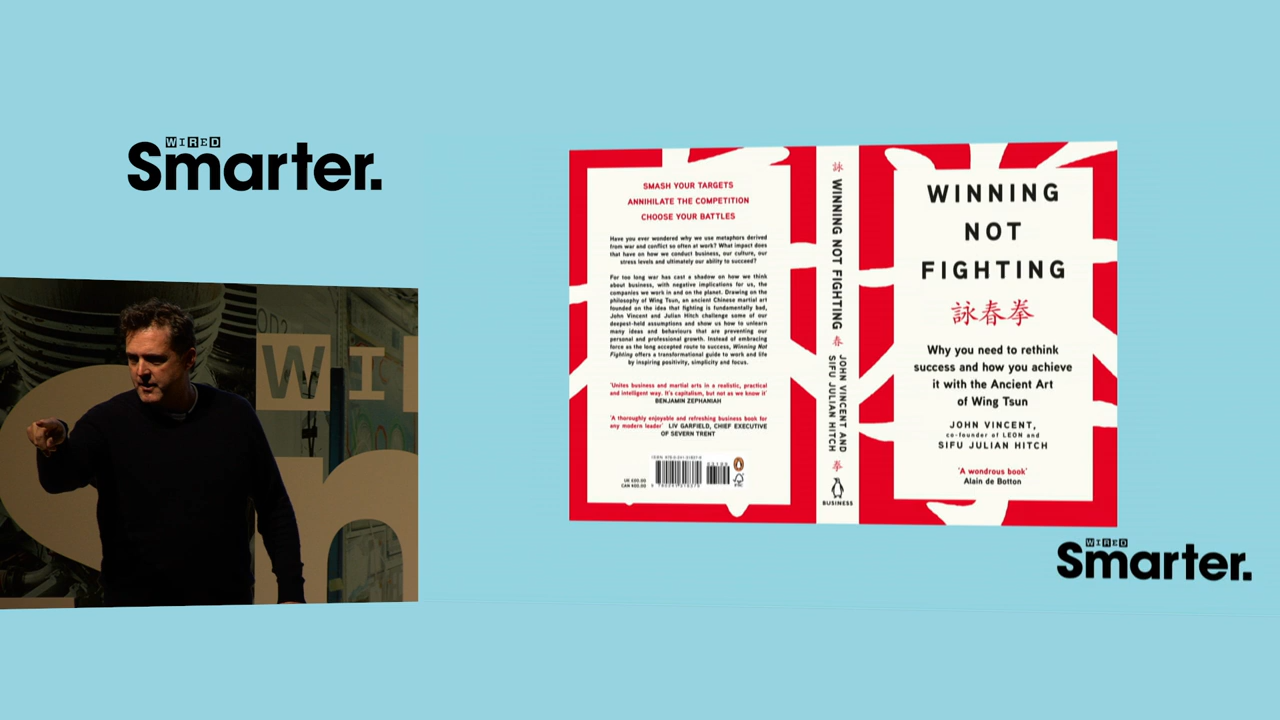 WIRED
Smarter.
SMASH YOUR TARGETS
ANNIHILATE THE COMPETITION
CHOOSE YOUR BATTLES
Have you ever wondered why we use metaphors derived
from war and conflict so often at work? What impact does
that have on how we conduct business, our culture, our
stress levels and ultimately our ability to succeed?
For too long war has cast a shadow on how we think
about business, with negative implications for us, the
companies we work in and on the planet. Drawing on the
philosophy of Wing Tsun, an ancient Chinese martial art
founded on the idea that fighting is fundamentally bad,
John Vincent and Julian Hitch challenge some of our
deepest-held assumptions and show us how to unlearn
many ideas and behaviours that are preventing our
personal and professional growth. Instead of embracing
force as the long accepted route to success, Winning Not
Fighting offers a transformational guide to work and life
by inspiring positivity, simplicity and focus.
'Unites business and martial arts in a realistic, practical
and intelligent way. It's capitalism, but not as we know it'
BENJAMIN ZEPHANIAH
'A thoroughly enjoyable and refreshing business book for
any modern leader' LIV GARFIELD, CHIEF EXECUTIVE
OF SEVERN TRENT
UK £20.00
CAN $00.00
詠 WINNING NOT FIGHTING 春 JOHN VINCENT AND
SIFU JULIAN HITCH 拳
BUSINESS
WINNING
NOT
FIGHTING
詠春拳
Why you need to rethink
success and how you achieve
it with the Ancient Art
of Wing Tsun
JOHN VINCENT,
co-founder of LEON and
SIFU JULIAN HITCH
'A wondrous book'
Alain de Botton
WI
WIRED
Smarter.